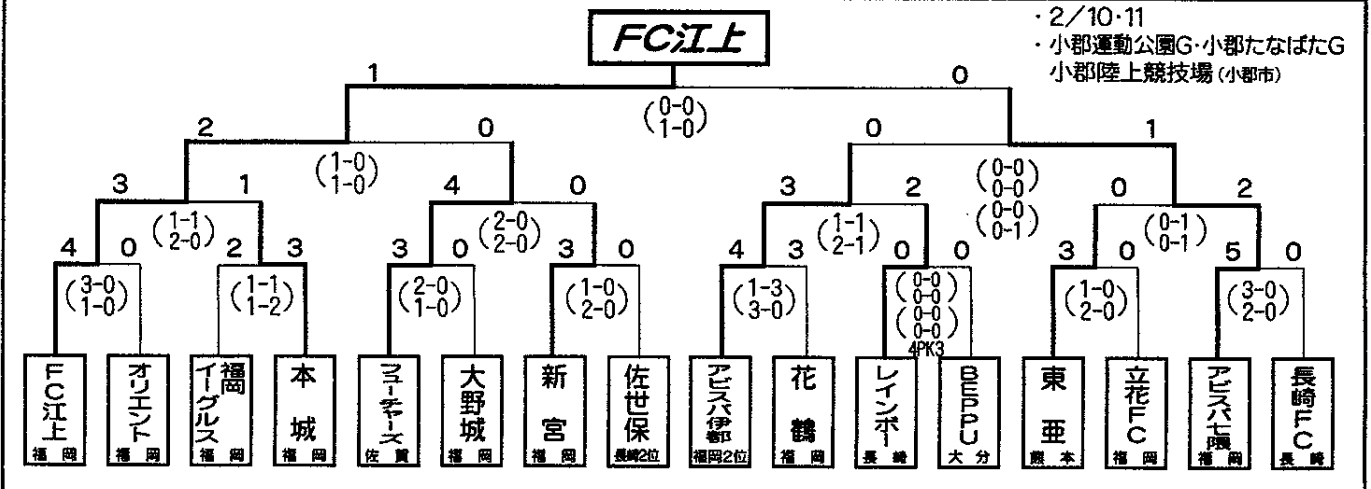 FC江上
・2/10・11
・小郡運動公園G・小郡たなばたG
小郡陸上競技場(小郡市)
1 0
(0-0
1-0)
2 0 0 1
(1-0
1-0)
(0-0
0-0)
(0-0
0-1)
3 1 4 0 3 2 0 2
(1-1
2-0)
(2-0
2-0)
(1-1
2-1)
(0-1
0-1)
4 0 2 3 3 0 3 0 4 3 0 0 3 0 5 0
(3-0
1-0)
(1-1
1-2)
(2-0
1-0)
(1-0
2-0)
(1-3
3-0)
(0-0
0-0
0-0
0-0)
4PK3
(1-0
2-0)
(3-0
2-0)
FC江上
福岡
オリエント
福岡
福岡
イーグルス
福岡
本城
福岡
フューチャーズ
佐賀
大野城
福岡
新宮
福岡
佐世保
長崎2位
アビスパ伊都
福岡2位
花鶴
福岡
レインボー
長崎
BEPPU
大分
東亜
熊本
立花FC
福岡
アビスパ七隈
福岡
長崎FC
長崎